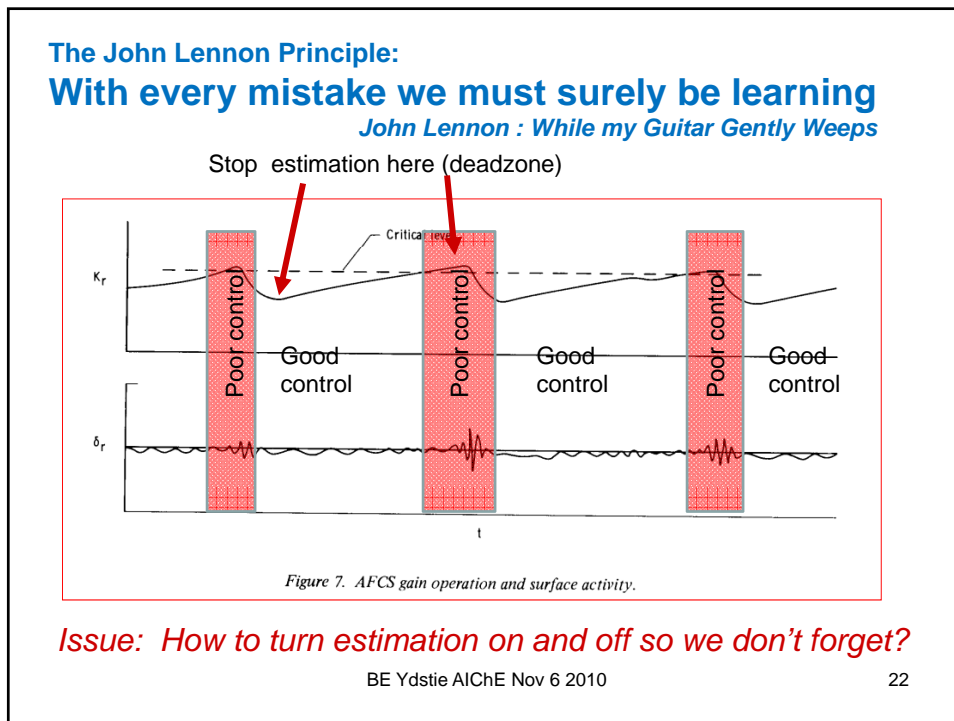 The John Lennon Principle:
With every mistake we must surely be learning
John Lennon : While my Guitar Gently Weeps
Stop estimation here (deadzone)
Critical leve
Kr
Poor control
Good
control
Poor control
Good
control
Poor control
Good
control
δr
t
Figure 7. AFCS gain operation and surface activity.
Issue: How to turn estimation on and off so we don't forget?
BE Ydstie AIChE Nov 6 2010
22